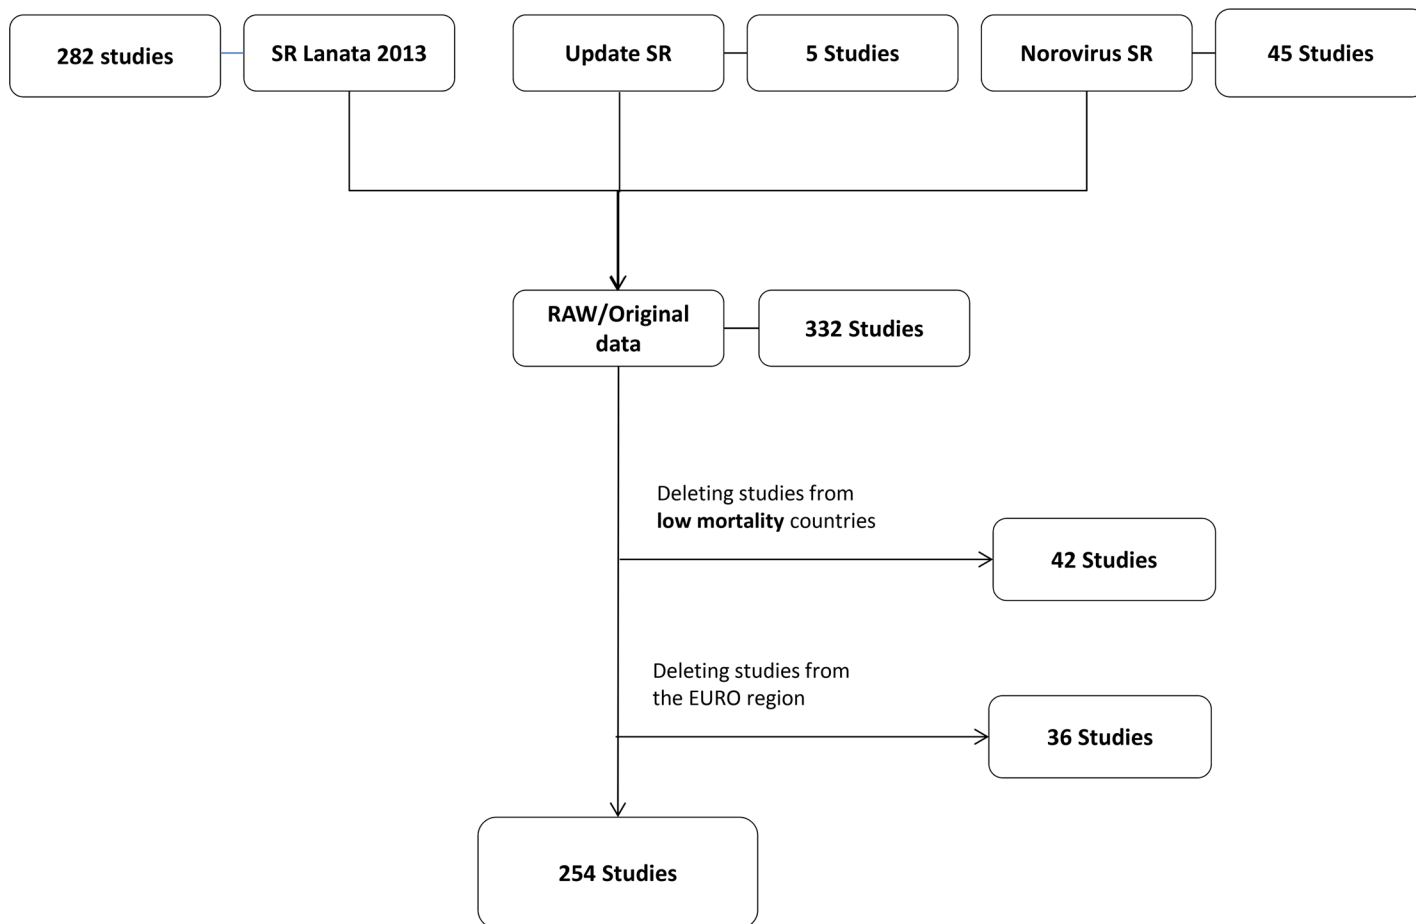 282 studies
SR Lanata 2013
Update SR
5 Studies
Norovirus SR
45 Studies
RAW/Original
data
332 Studies
Deleting studies from
low mortality countries
42 Studies
Deleting studies from
the EURO region
36 Studies
254 Studies